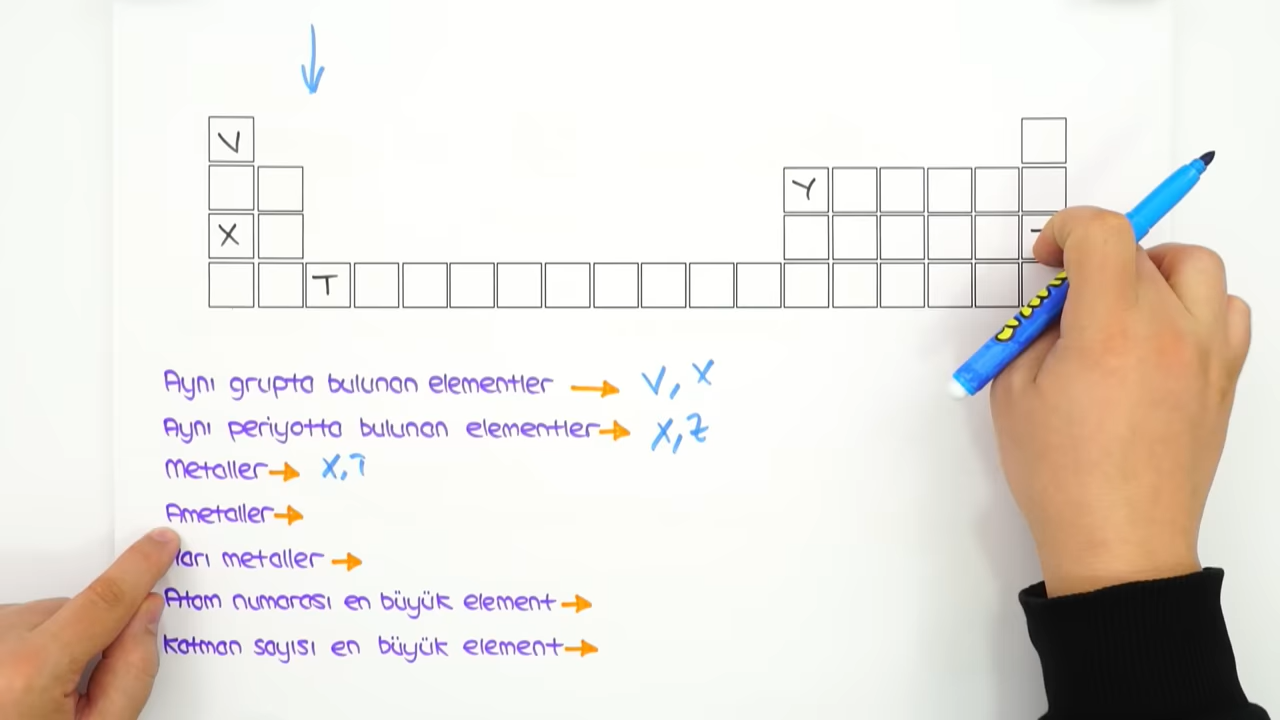 V
Y
X
T
Aynı grupta bulunan elementler → V, X
Aynı periyotta bulunan elementler → X, Z
Metaller → X, T
Ametaller →
metaller →
Atom numarası en büyük element →
Katman sayısı en büyük element →